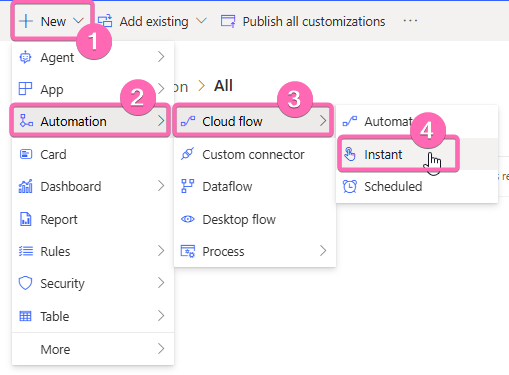 New Add existing Publish all customizations ...
1
Agent
App
on > All
2
3
Automation Cloud flow Automat
4
Card Custom connector Instant
Dashboard Dataflow Scheduled
Report Desktop flow
Rules Process
Security
Table
More